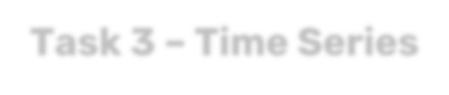 Task 3 – Time Series